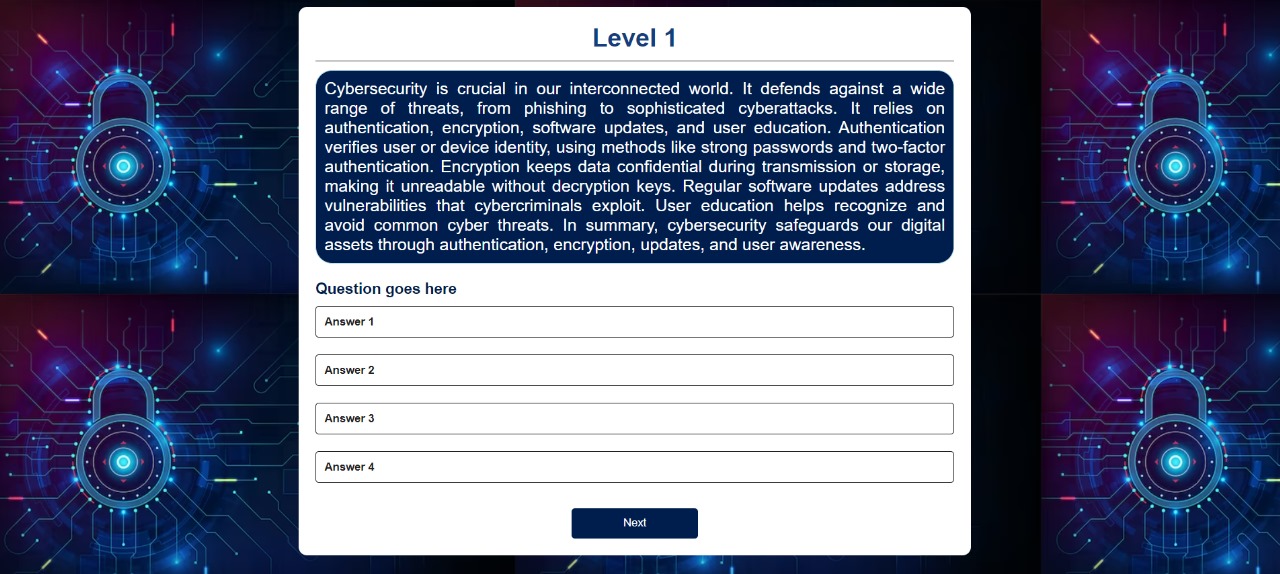 Level 1
Cybersecurity is crucial in our interconnected world. It defends against a wide
range of threats, from phishing to sophisticated cyberattacks. It relies on
authentication, encryption, software updates, and user education. Authentication
verifies user or device identity, using methods like strong passwords and two-factor
authentication. Encryption keeps data confidential during transmission or storage,
making it unreadable without decryption keys. Regular software updates address
vulnerabilities that cybercriminals exploit. User education helps recognize and
avoid common cyber threats. In summary, cybersecurity safeguards our digital
assets through authentication, encryption, updates, and user awareness.
Question goes here
Answer 1
Answer 2
Answer 3
Answer 4
Next